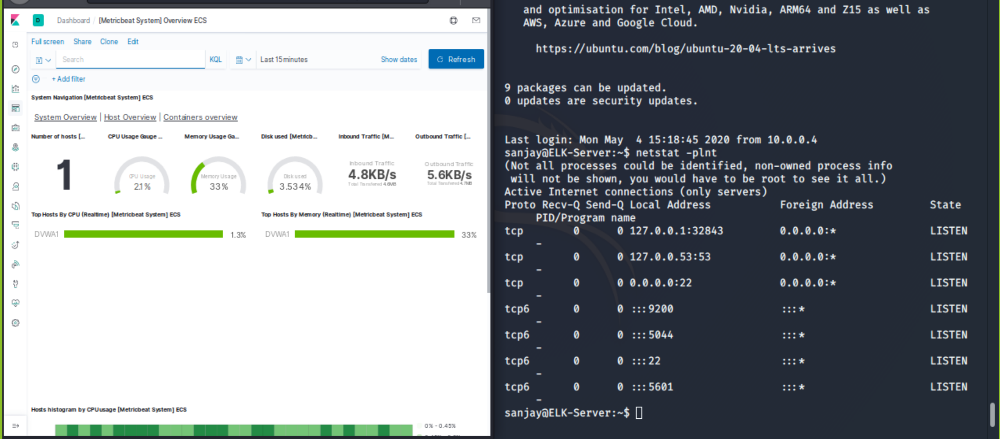 D
Dashboard / [Metricbeat System] Overview ECS
Full screen Share Clone Edit
Search KQL Last 15 minutes Show dates Refresh
+ Add filter
System Navigation [Metricbeat System] ECS
System Overview | Host Overview | Containers overview
Number of hosts [... CPU Usage Gauge ... Memory Usage Ga... Disk used [Metricb... Inbound Traffic [M... Outbound Traffic [...
1
CPU Usage
2.1%
Memory Usage
33%
Disk used
3.534%
Inbound Traffic
4.8KB/s
Total Transferred 4.6MB
Outbound Traffic
5.6KB/s
Total Transferred 4.7MB
Top Hosts By CPU (Realtime) [Metricbeat System] ECS
DVWA1 1.3%
Top Hosts By Memory (Realtime) [Metricbeat System] ECS
DVWA1 33%
Hosts histogram by CPU usage [Metricbeat System] ECS
0% - 0.45%
and optimisation for Intel, AMD, Nvidia, ARM64 and Z15 as well as
AWS, Azure and Google Cloud.
https://ubuntu.com/blog/ubuntu-20-04-lts-arrives
9 packages can be updated.
0 updates are security updates.
Last login: Mon May  4 15:18:45 2020 from 10.0.0.4
sanjay@ELK-Server:~$ netstat -plnt
(Not all processes could be identified, non-owned process info
will not be shown, you would have to be root to see it all.)
Active Internet connections (only servers)
Proto Recv-Q Send-Q Local Address Foreign Address State
PID/Program name
tcp 0 0 127.0.0.1:32843 0.0.0.0:* LISTEN
-
tcp 0 0 127.0.0.53:53 0.0.0.0:* LISTEN
-
tcp 0 0 0.0.0.0:22 0.0.0.0:* LISTEN
-
tcp6 0 0 :::9200 :::* LISTEN
-
tcp6 0 0 :::5044 :::* LISTEN
-
tcp6 0 0 :::22 :::* LISTEN
-
tcp6 0 0 :::5601 :::* LISTEN
-
sanjay@ELK-Server:~$